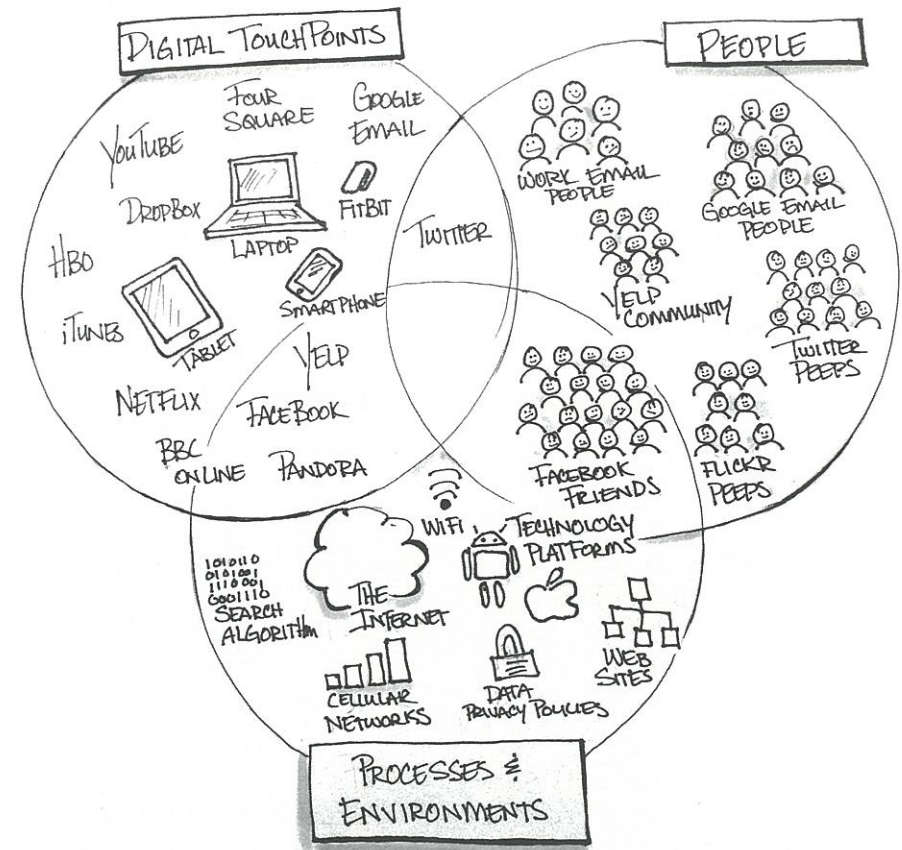 DIGITAL TOUCHPOINTS
PEOPLE
FOUR
SQUARE
GOOGLE
EMAIL
YOUTUBE
DROPBOX
LAPTOP
FITBIT
HBO
ITUNES
TABLET
SMARTPHONE
TWITTER
NETFLIX
YELP
FACEBOOK
BBC
ONLINE
PANDORA
WORK EMAIL
PEOPLE
GOOGLE EMAIL
PEOPLE
YELP
COMMUNITY
TWITTER
PEEPS
FACEBOOK
FRIENDS
FLICKR
PEEPS
WIFI
TECHNOLOGY
PLATFORMS
1010110
0101001
1110001
0001110
SEARCH
ALGORITHm
THE
INTERNET
CELLULAR
NETWORKS
DATA
PRIVACY POLICIES
WEB
SITES
PROCESSES &
ENVIRONMENTS